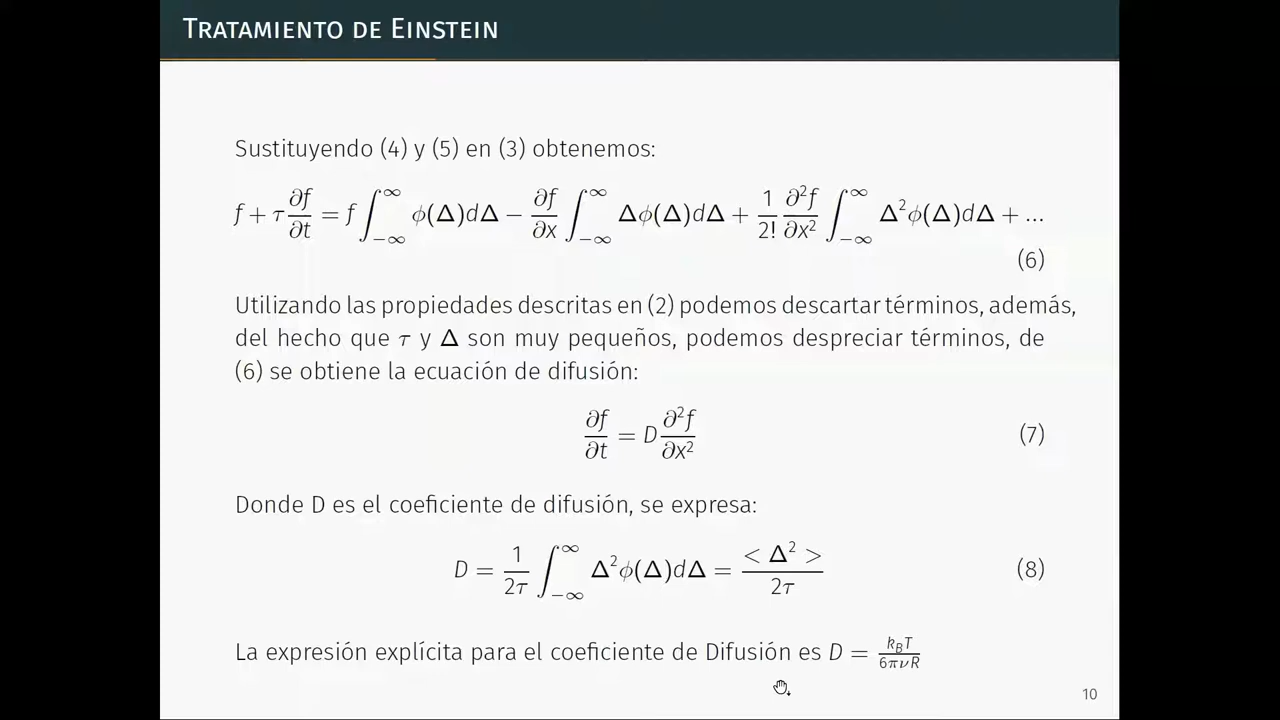 Tratamiento de Einstein
Sustituyendo (4) y (5) en (3) obtenemos:
f + τ ∂f/∂t = f ∫_{-∞}^{∞} ϕ(Δ)dΔ − ∂f/∂x ∫_{-∞}^{∞} Δϕ(Δ)dΔ + 1/2! ∂²f/∂x² ∫_{-∞}^{∞} Δ²ϕ(Δ)dΔ + ...
(6)
Utilizando las propiedades descritas en (2) podemos descartar términos, además,
del hecho que τ y Δ son muy pequeños, podemos despreciar términos, de
(6) se obtiene la ecuación de difusión:
∂f/∂t = D ∂²f/∂x² (7)
Donde D es el coeficiente de difusión, se expresa:
D = 1/2τ ∫_{-∞}^{∞} Δ²ϕ(Δ)dΔ = < Δ² >/2τ (8)
La expresión explícita para el coeficiente de Difusión es D = k_BT/6πνR
10